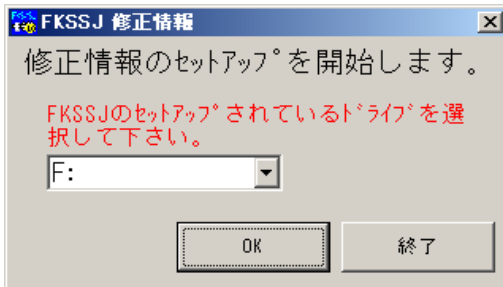 FKSSJ 修正情報
修正情報のｾｯﾄｱｯﾌﾟを開始します。
FKSSJのｾｯﾄｱｯﾌﾟされているﾄﾞﾗｲﾌﾞを選
択して下さい。
F:
OK
終了